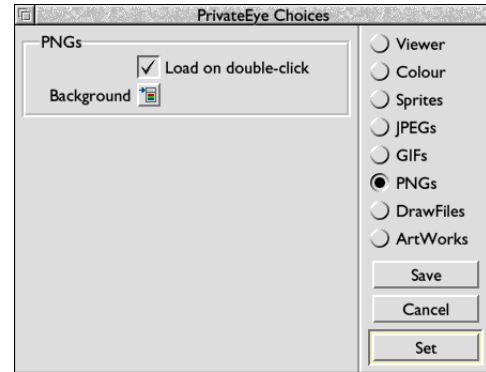 PrivateEye Choices
PNGs
Load on double-click
Background
Viewer
Colour
Sprites
JPEGs
GIFs
PNGs
DrawFiles
ArtWorks
Save
Cancel
Set